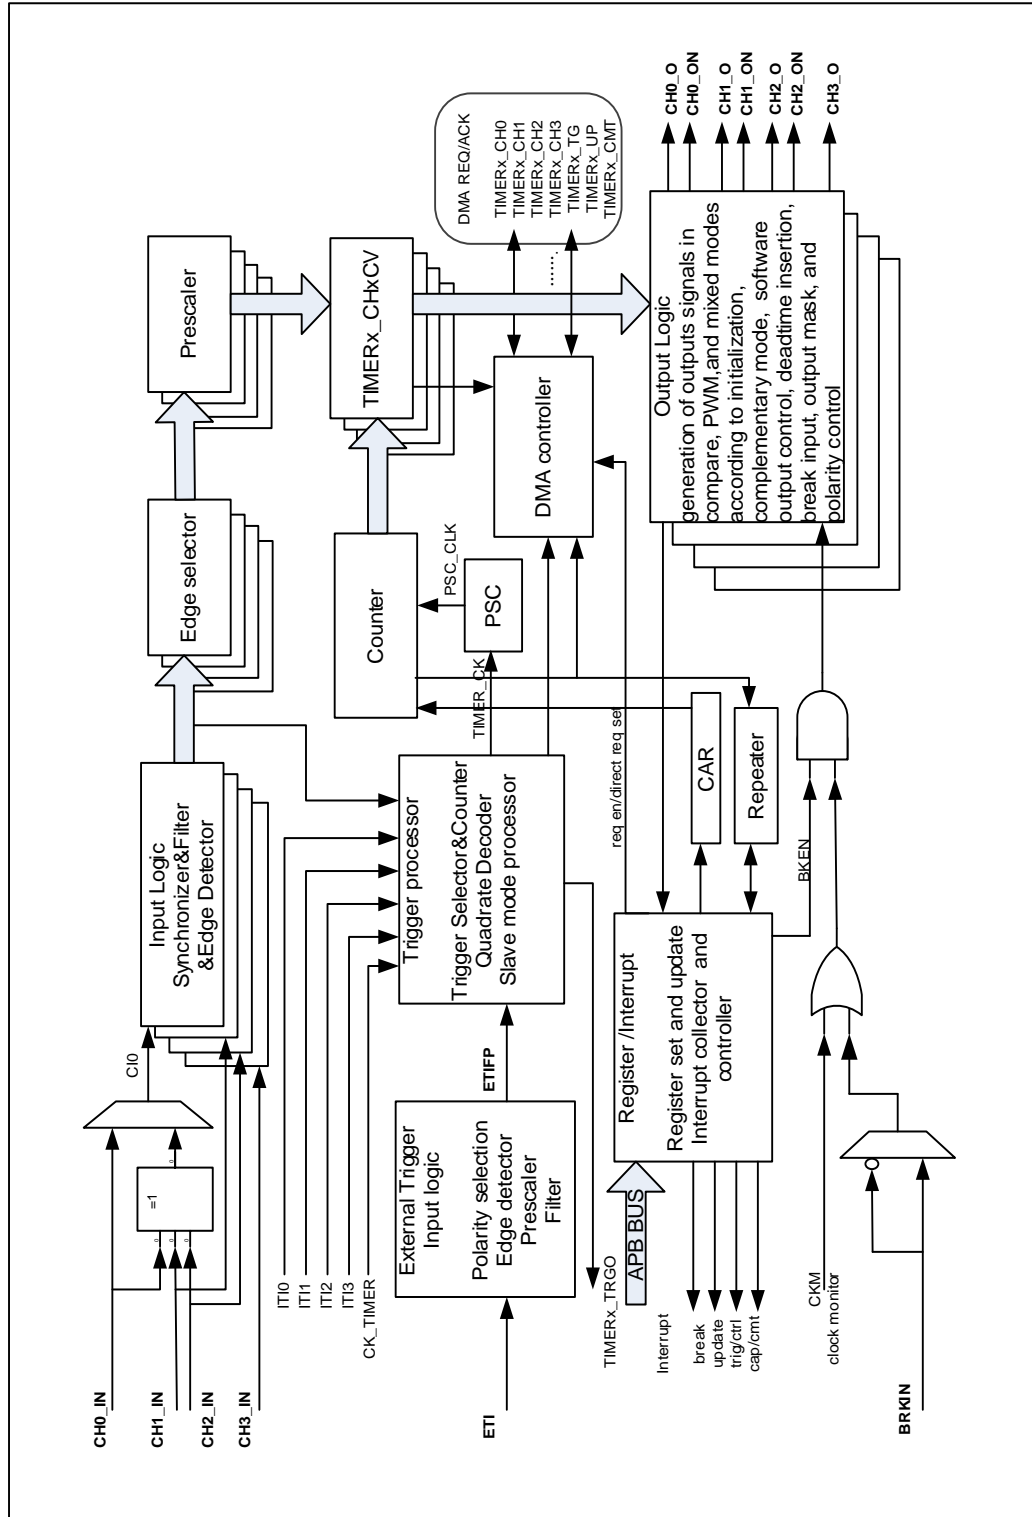 CH0_IN
CH1_IN
CH2_IN
CH3_IN
=1
0
0
0
0
CI0
Input Logic
Synchronizer&Filter
&Edge Detector
Edge selector
Prescaler
ITI0
ITI1
ITI2
ITI3
CK_TIMER
Trigger processor
Trigger Selector&Counter
Quadrate Decoder
Slave mode processor
TIMER_CK
PSC
PSC_CLK
Counter
TIMERx_CHxCV
DMA REQ/ACK
TIMERx_CH0
TIMERx_CH1
TIMERx_CH2
TIMERx_CH3
TIMERx_TG
TIMERx_UP
TIMERx_CMT
......
DMA controller
ETI
External Trigger
Input logic
Polarity selection
Edge detector
Prescaler
Filter
ETIFP
TIMERx_TRGO
APB BUS
Interrupt
break
update
trig/ctrl
cap/cmt
Register /Interrupt
Register set and update
Interrupt collector and
controller
req en/direct req set
CAR
Repeater
BKEN
CKM
clock monitor
BRKIN
Output Logic
generation of outputs signals in
compare, PWM,and mixed modes
according to initialization,
complementary mode, software
output control, deadtime insertion,
break input, output mask, and
polarity control
CH0_O
CH0_ON
CH1_O
CH1_ON
CH2_O
CH2_ON
CH3_O